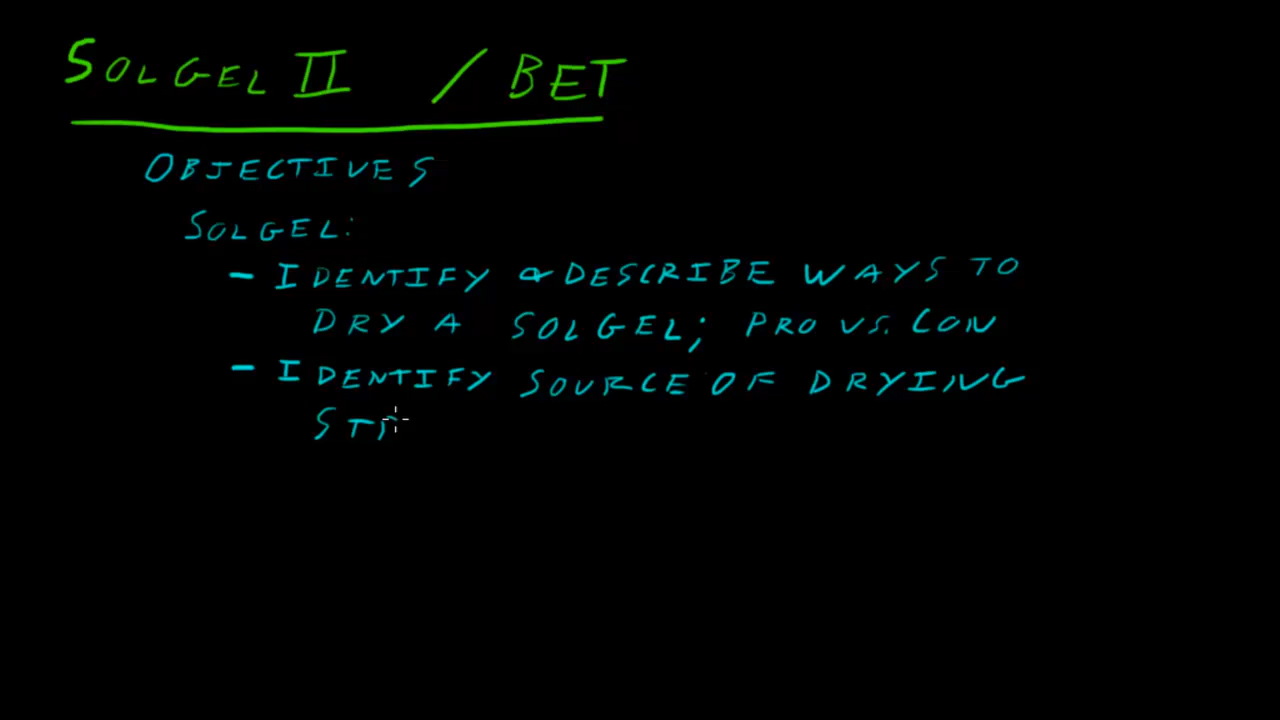 SOLGEL II / BET
OBJECTIVES
SOLGEL:
- IDENTIFY & DESCRIBE WAYS TO
DRY A SOLGEL; PRO VS. CON
- IDENTIFY SOURCE OF DRYING